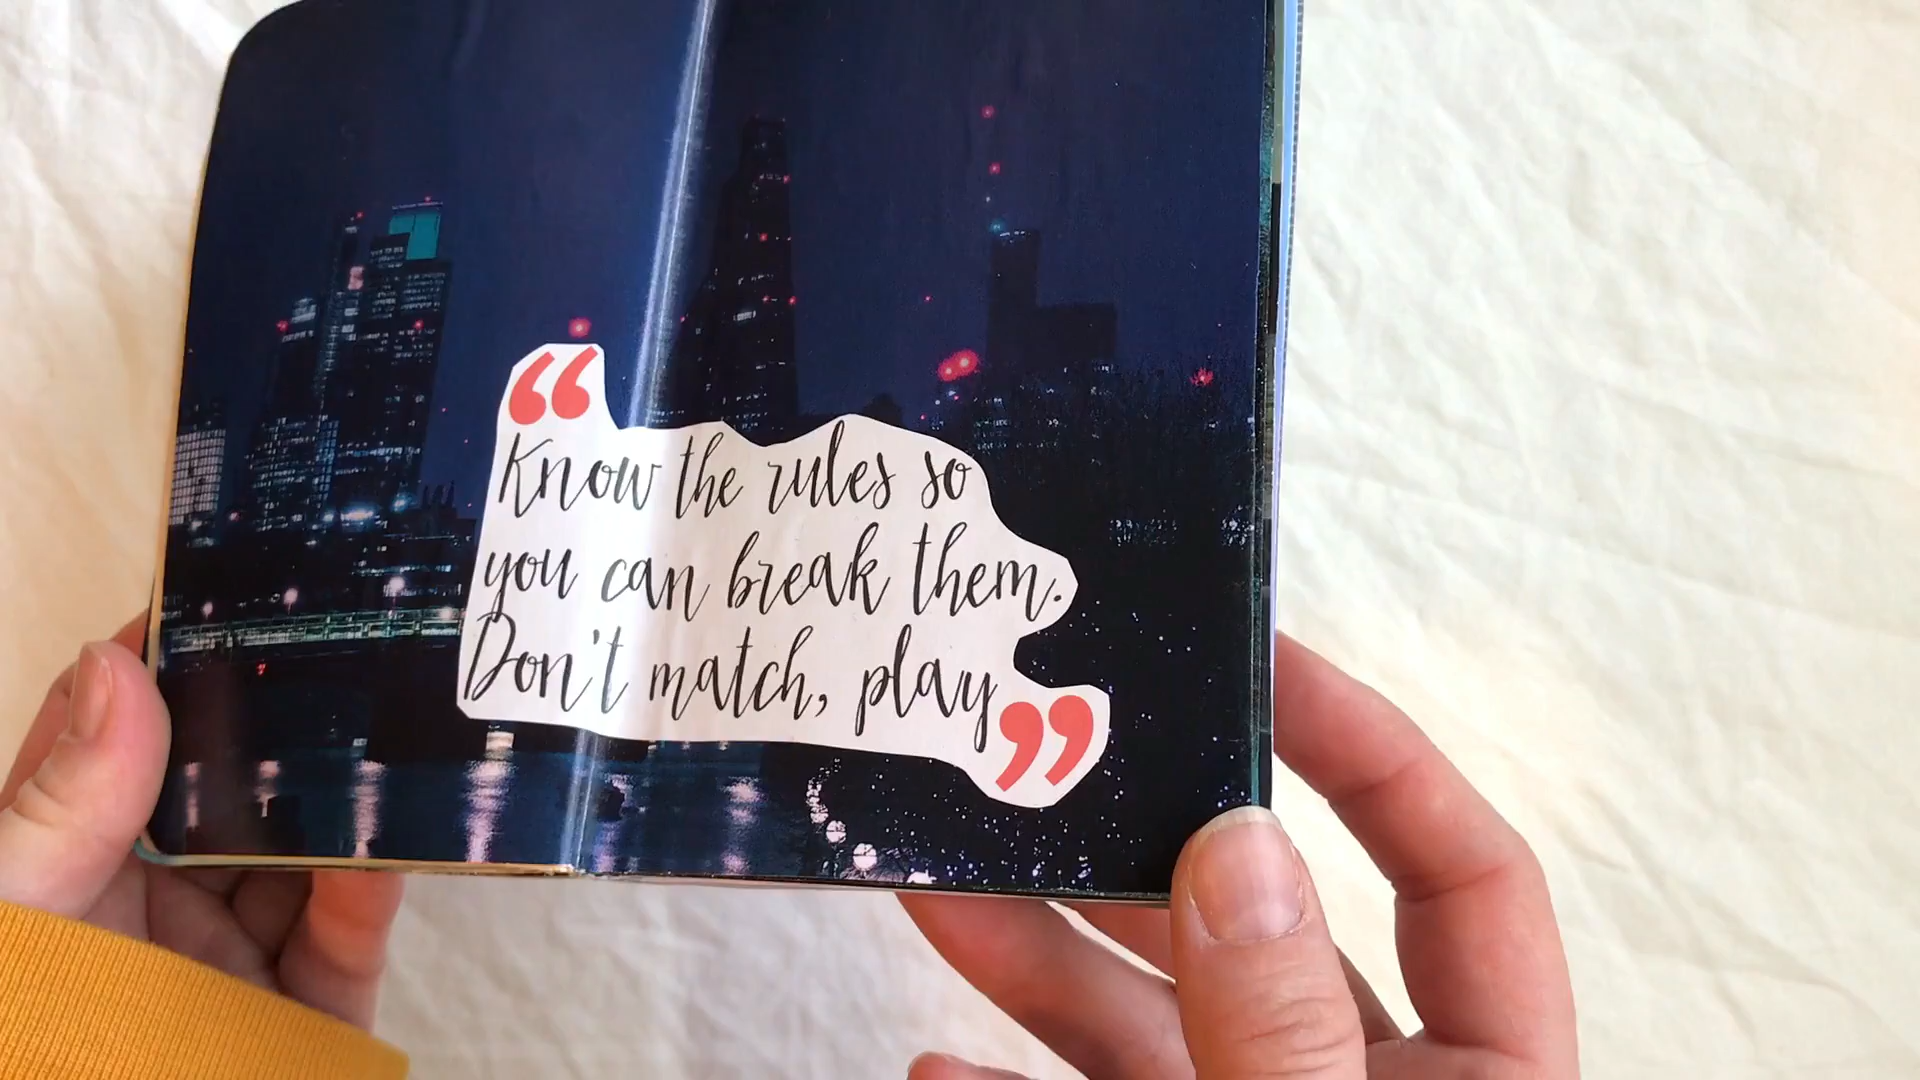 “Know the rules so
you can break them.
Don't match, play”